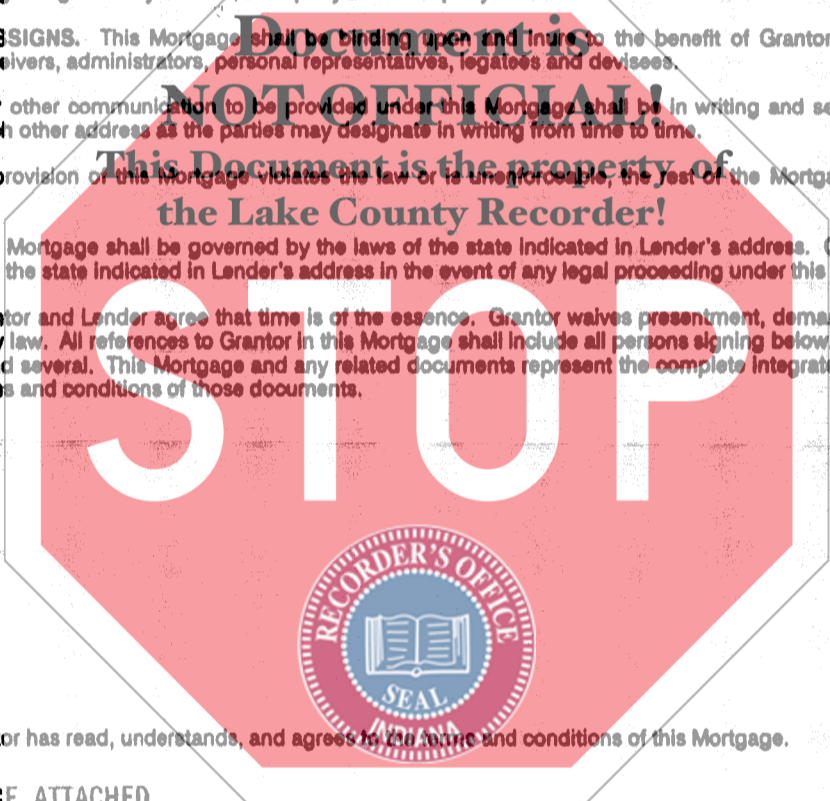 Document is
SSIGNS. This Mortgage shall be binding upon and inure to the benefit of Grantor
eivers, administrators, personal representatives, legatees and devisees.
NOT OFFICIAL!
other communication to be provided under this Mortgage shall be in writing and se
h other address as the parties may designate in writing from time to time.
This Document is the property of
rovision of this Mortgage violates the law or is unenforceable, the rest of the Mortga
the Lake County Recorder!
Mortgage shall be governed by the laws of the state indicated in Lender's address.
the state indicated in Lender's address in the event of any legal proceeding under this
STOP
tor and Lender agree that time is of the essence. Grantor waives presentment, dema
law. All references to Grantor in this Mortgage shall include all persons signing below
d several. This Mortgage and any related documents represent the complete integrat
s and conditions of those documents.
RECORDER'S OFFICE
SEAL
INDIANA
or has read, understands, and agrees to the terms and conditions of this Mortgage.
E ATTACHED